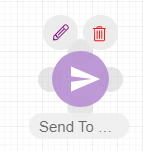 Send To ...